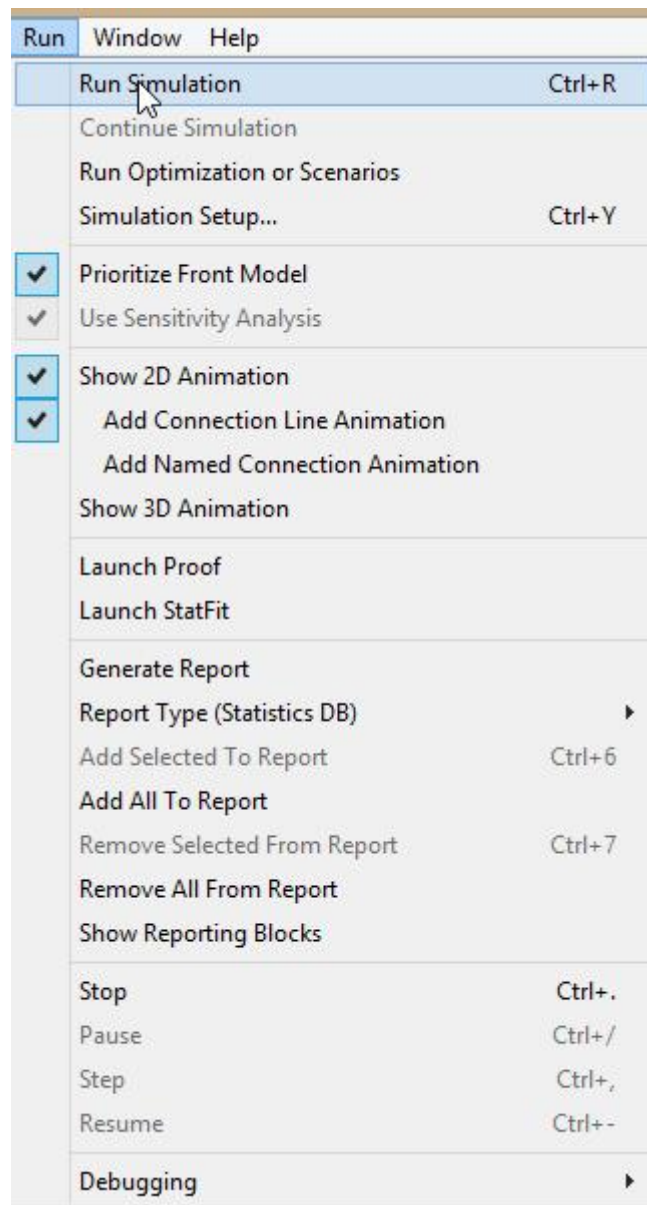 Run Window Help
Run Simulation Ctrl+R
Continue Simulation
Run Optimization or Scenarios
Simulation Setup... Ctrl+Y
Prioritize Front Model
Use Sensitivity Analysis
Show 2D Animation
Add Connection Line Animation
Add Named Connection Animation
Show 3D Animation
Launch Proof
Launch StatFit
Generate Report
Report Type (Statistics DB)
Add Selected To Report Ctrl+6
Add All To Report
Remove Selected From Report Ctrl+7
Remove All From Report
Show Reporting Blocks
Stop Ctrl+.
Pause Ctrl+/
Step Ctrl+,
Resume Ctrl+-
Debugging